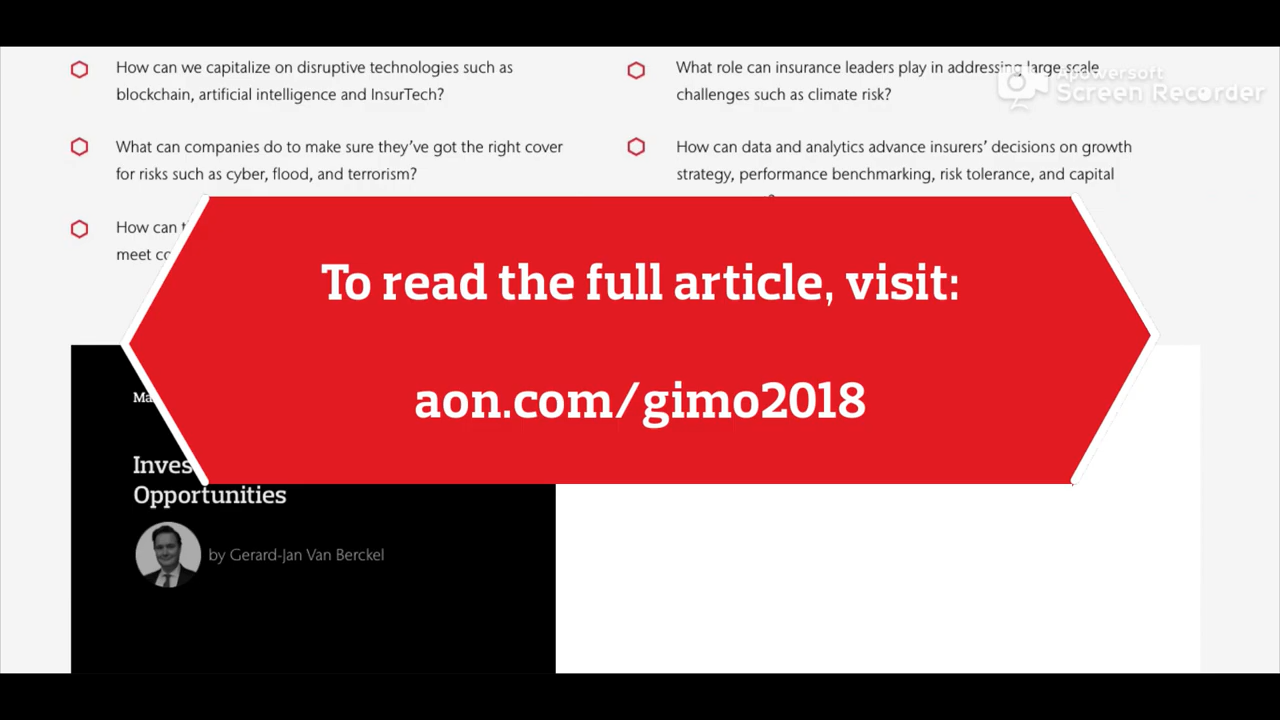 How can we capitalize on disruptive technologies such as
blockchain, artificial intelligence and InsurTech?
What can companies do to make sure they've got the right cover
for risks such as cyber, flood, and terrorism?
How can
meet
What role can insurance leaders play in addressing large scale
challenges such as climate risk?
How can data and analytics advance insurers' decisions on growth
strategy, performance benchmarking, risk tolerance, and capital
Apowersoft
Screen Recorder
To read the full article, visit:
aon.com/gimo2018
Opportunities
by Gerard-Jan Van Berckel